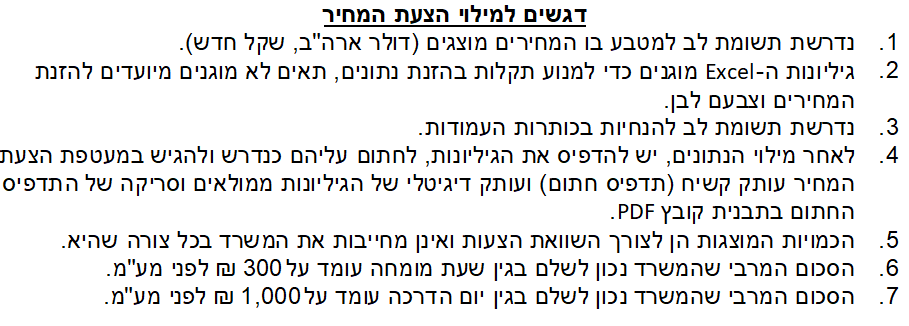 דגשים למילוי הצעת המחיר
1. נדרשת תשומת לב למטבע בו המחירים מוצגים (דולר ארה"ב, שקל חדש).
2. גיליונות ה-Excel מוגנים כדי למנוע תקלות בהזנת נתונים, תאים לא מוגנים מיועדים להזנת
המחירים וצבעם לבן.
3. נדרשת תשומת לב להנחיות בכותרות העמודות.
4. לאחר מילוי הנתונים, יש להדפיס את הגיליונות, לחתום עליהם כנדרש ולהגיש במעטפת הצעת
המחיר עותק קשיח (תדפיס חתום) ועותק דיגיטלי של הגיליונות ממולאים וסריקה של התדפיס
החתום בתבנית קובץ PDF.
5. הכמויות המוצגות הן לצורך השוואת הצעות ואינן מחייבות את המשרד בכל צורה שהיא.
6. הסכום המרבי שהמשרד נכון לשלם בגין שעת מומחה עומד על 300 ₪ לפני מע"מ.
7. הסכום המרבי שהמשרד נכון לשלם בגין יום הדרכה עומד על 1,000 ₪ לפני מע"מ.